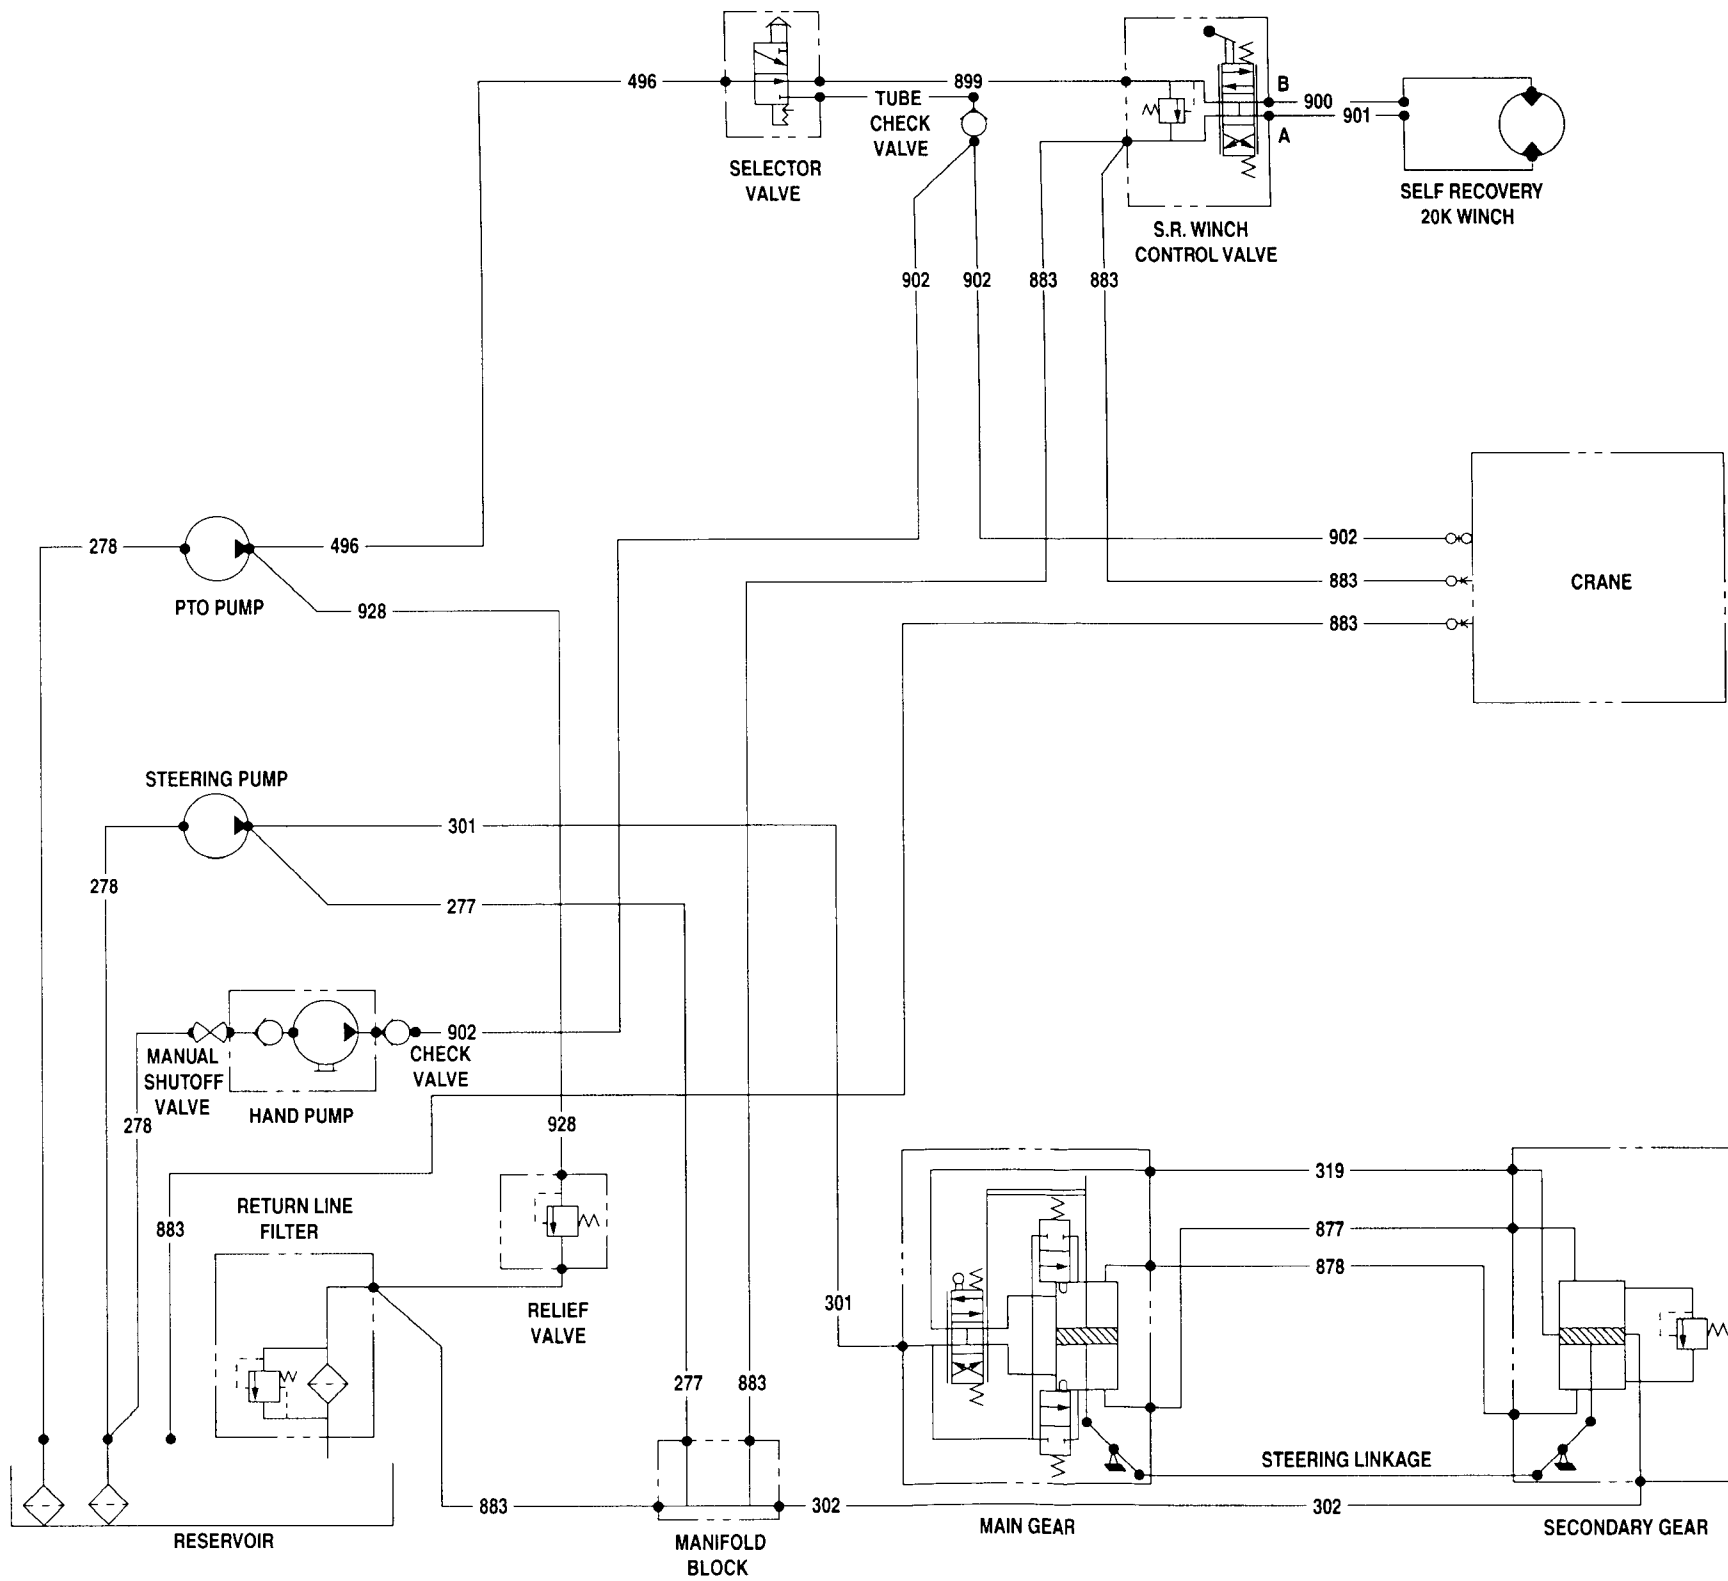 496
899
TUBE
CHECK
VALVE
B
900
901
A
SELECTOR
VALVE
SELF RECOVERY
20K WINCH
S.R. WINCH
CONTROL VALVE
902
902
883
883
278
496
902
883
883
CRANE
PTO PUMP
928
STEERING PUMP
301
278
277
902
MANUAL
SHUTOFF
VALVE
CHECK
VALVE
HAND PUMP
278
928
319
RETURN LINE
FILTER
883
877
878
RELIEF
VALVE
301
277
883
STEERING LINKAGE
883
302
302
RESERVOIR
MANIFOLD
BLOCK
MAIN GEAR
SECONDARY GEAR